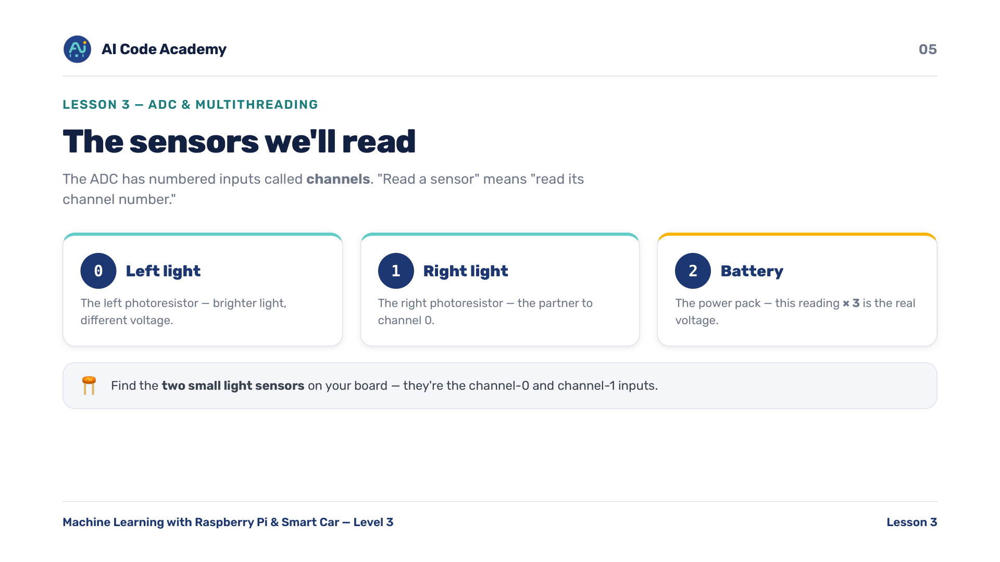 AI Code Academy
05
LESSON 3 — ADC & MULTITHREADING
The sensors we'll read
The ADC has numbered inputs called channels. "Read a sensor" means "read its
channel number."
0
Left light
The left photoresistor — brighter light,
different voltage.
1
Right light
The right photoresistor — the partner to
channel 0.
2
Battery
The power pack — this reading × 3 is the real
voltage.
Find the two small light sensors on your board — they're the channel-0 and channel-1 inputs.
Machine Learning with Raspberry Pi & Smart Car — Level 3
Lesson 3